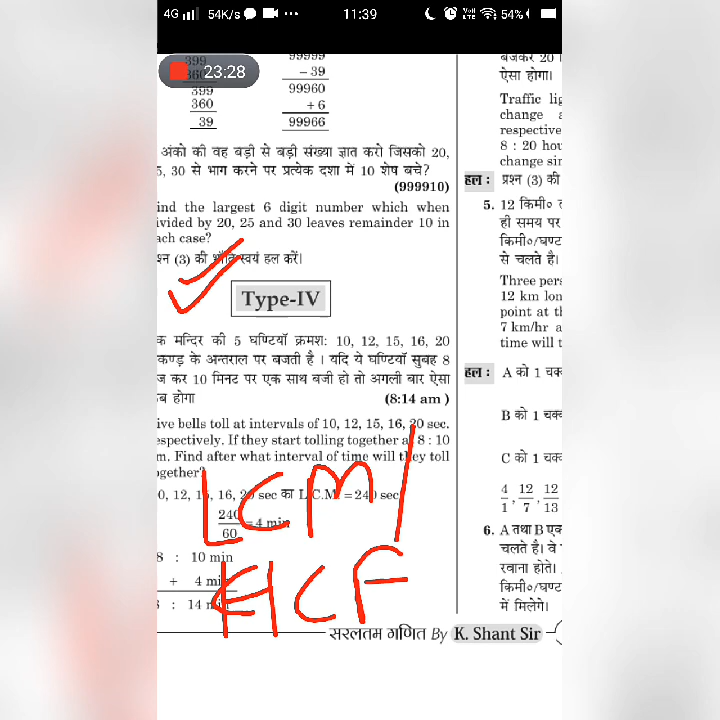 4G 54K/s 11:39 54%
399 99999
360 – 39
23:28
399 99960
360 + 6
39 99966
अंको की वह बड़ी से बड़ी संख्या ज्ञात करो जिसको 20,
5, 30 से भाग करने पर प्रत्येक दशा में 10 शेष बचे?
(999910)
ind the largest 6 digit number which when
ivided by 20, 25 and 30 leaves remainder 10 in
ach case?
श्न (3) की भाँति स्वयं हल करें।
Type-IV
क मन्दिर की 5 घण्टियाँ क्रमशः 10, 12, 15, 16, 20
कण्ड के अन्तराल पर बजती है । यदि ये घण्टियाँ सुबह 8
ज कर 10 मिनट पर एक साथ बजी हो तो अगली बार ऐसा
ब होगा (8:14 am)
ive bells toll at intervals of 10, 12, 15, 16, 20 sec.
espectively. If they start tolling together at 8 : 10
m. Find after what interval of time will they toll
ogether?
0, 12, 15, 16, 20 sec का L.C.M. = 240 sec
240
60 = 4 min
8 : 10 min
+ 4 min
8 : 14 min
LCM/
HCF
बजकर 20
ऐसा होगा।
Traffic lig
change a
respective
8 : 20 hou
change sin
हल : प्रश्न (3) की
5. 12 किमी० त
ही समय पर
किमी०/घण्ट
से चलते है।
Three pers
12 km lon
point at th
7 km/hr a
time will t
हल : A को 1 चक्
B को 1 चक्
C को 1 चक्
4/1, 12/7, 12/13
6. A तथा B एक
चलते है। वे
रवाना होते।
किमी०/घण्ट
में मिलेगे।
सरलतम गणित By K. Shant Sir